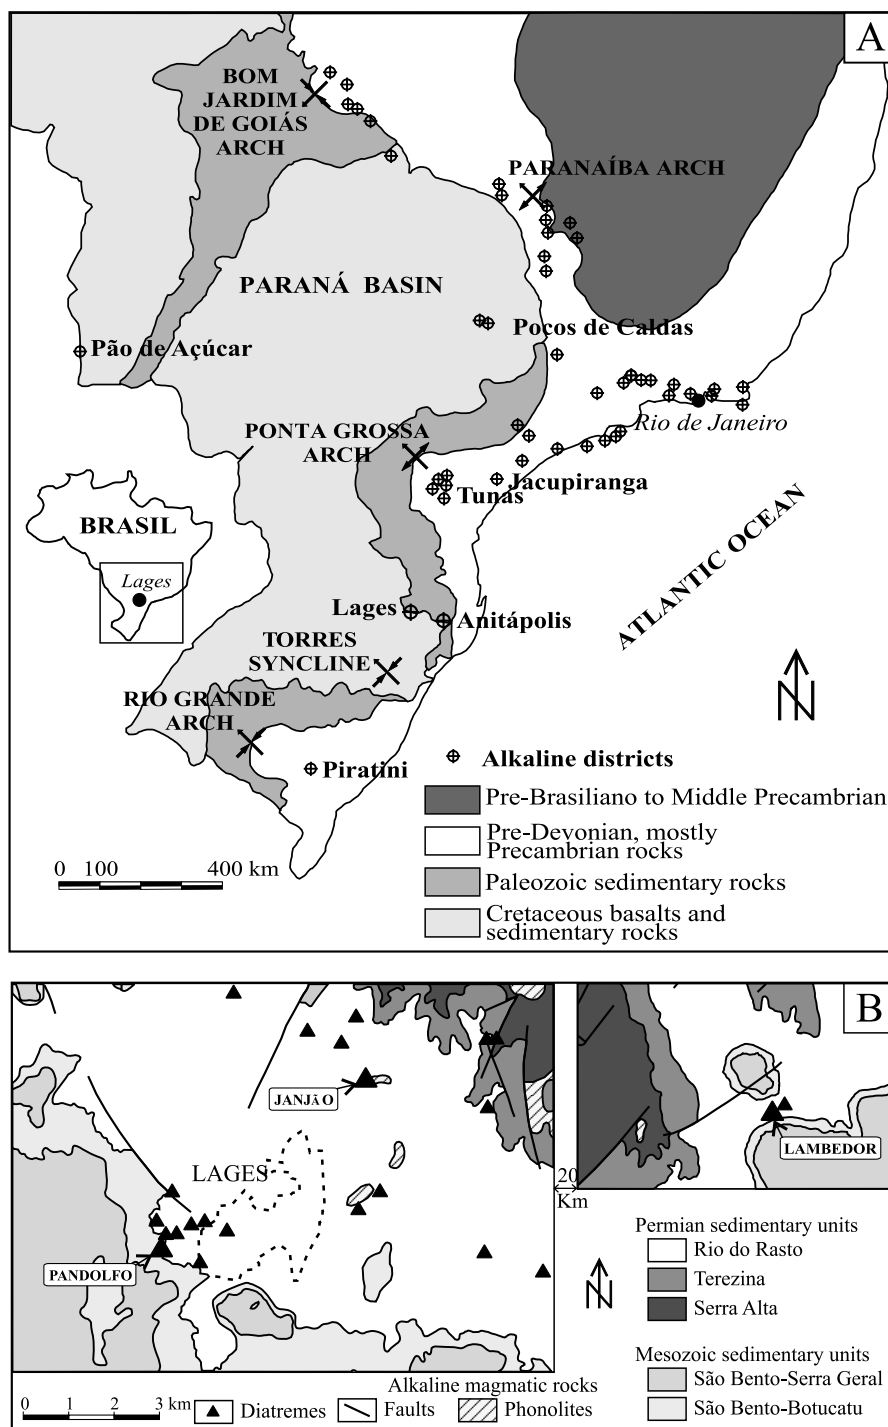 A
BOM
JARDIM
DE GOIÁS
ARCH
PARANAÍBA ARCH
PARANÁ BASIN
Poços de Caldas
Pão de Açúcar
Rio de Janeiro
PONTA GROSSA
ARCH
Jacupiranga
Tunas
BRASIL
Lages
ATLANTIC OCEAN
Lages
Anitápolis
TORRES
SYNCLINE
RIO GRANDE
ARCH
N
Piratini
Alkaline districts
Pre-Brasiliano to Middle Precambrian
Pre-Devonian, mostly
Precambrian rocks
Paleozoic sedimentary rocks
Cretaceous basalts and
sedimentary rocks
0 100 400 km
B
JANJÃO
LAGES
LAMBEDOR
20
Km
PANDOLFO
Permian sedimentary units
Rio do Rasto
Terezina
Serra Alta
N
Mesozoic sedimentary units
São Bento-Serra Geral
São Bento-Botucatu
Alkaline magmatic rocks
0 1 2 3 km
Diatremes
Faults
Phonolites